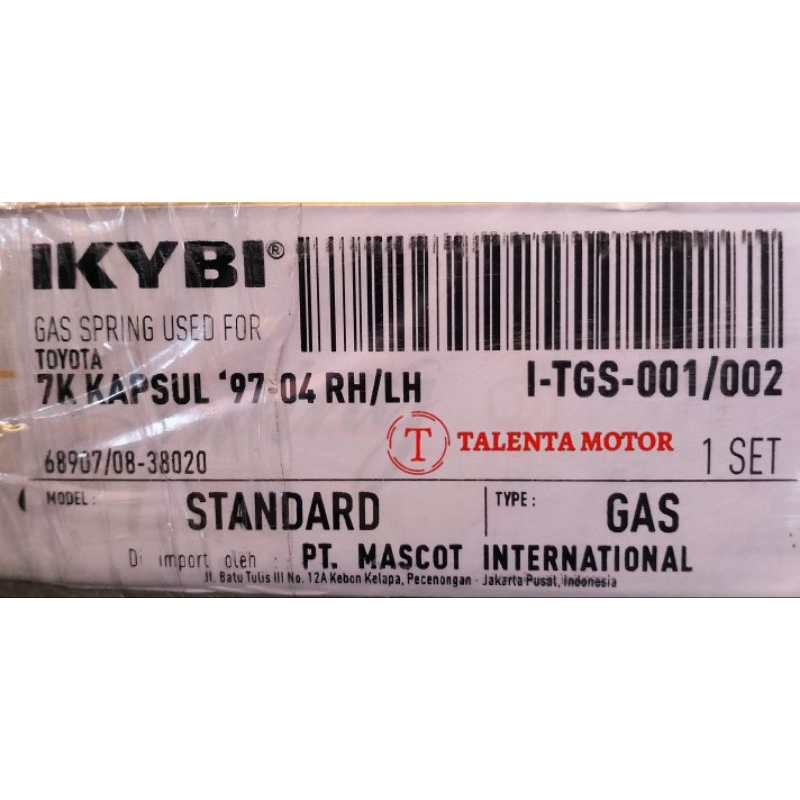 IKYBI®
GAS SPRING USED FOR
TOYOTA
7K KAPSUL '97-04 RH/LH
I-TGS-001/002
T TALENTA MOTOR
68907/08-38020
1 SET
MODEL: STANDARD
TYPE: GAS
Di import oleh : PT. MASCOT INTERNATIONAL
Jl. Batu Tulis III No. 12A Kebon Kelapa, Pecenongan - Jakarta Pusat, Indonesia